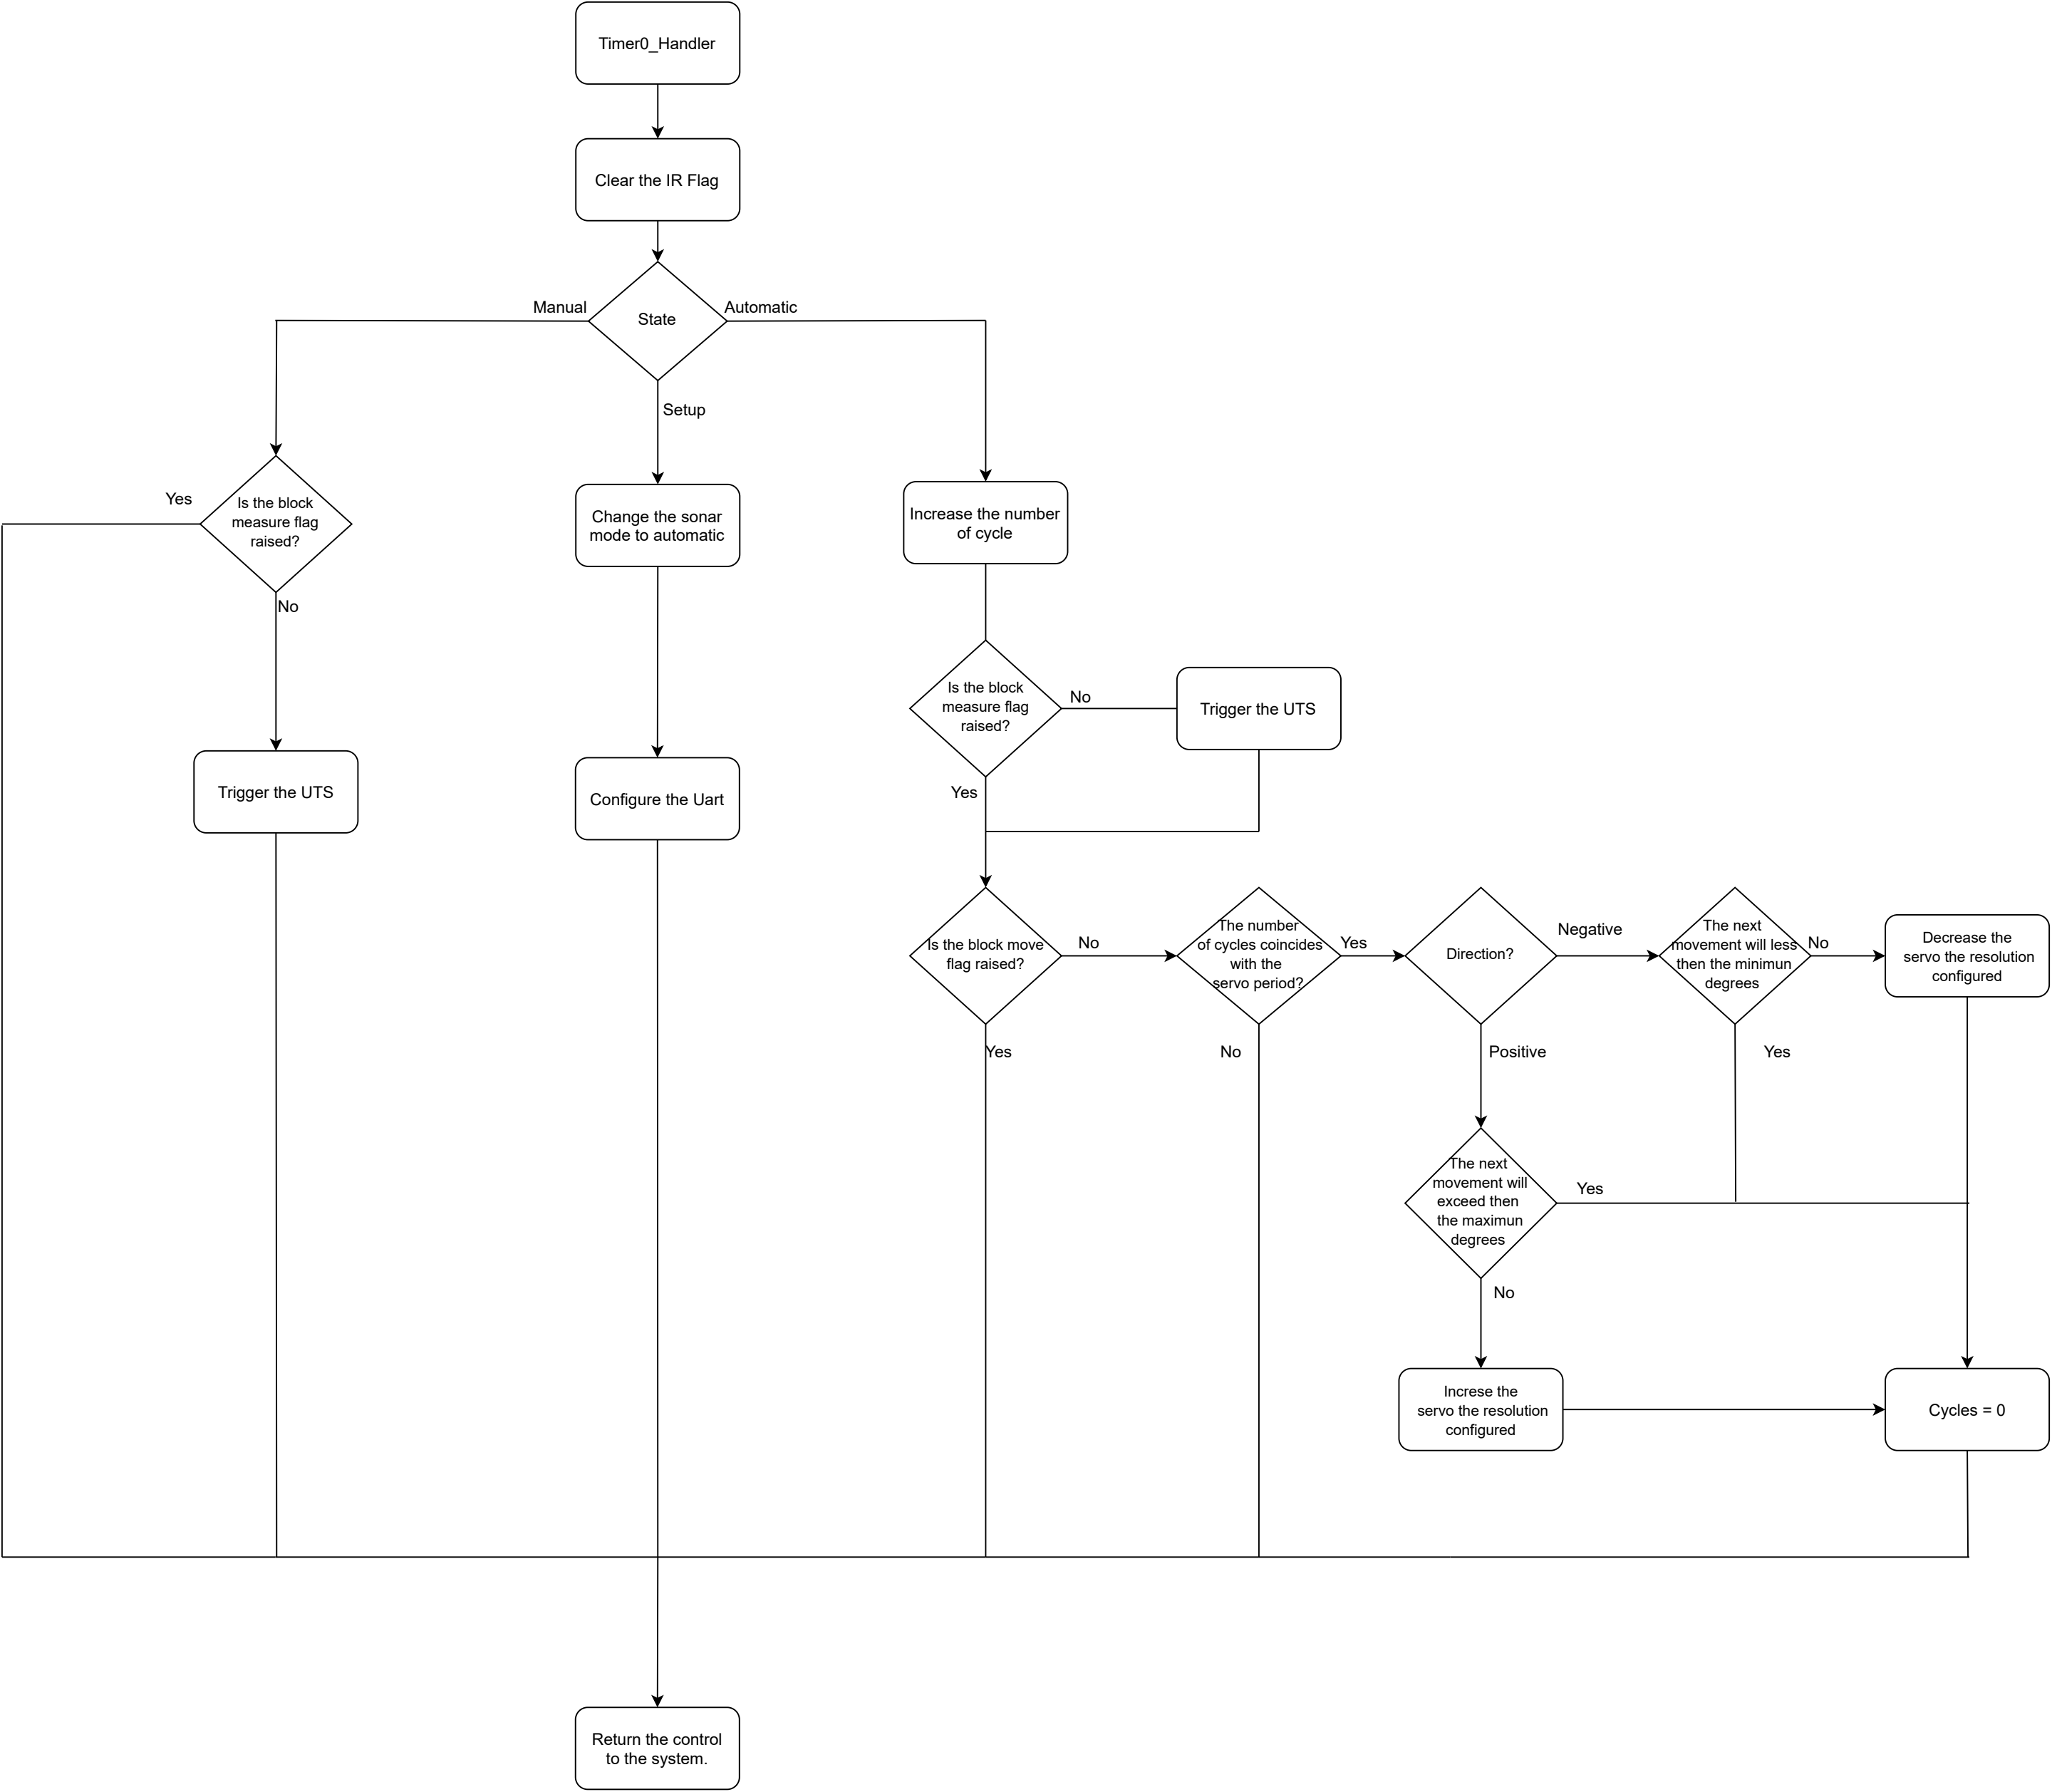 Timer0_Handler
Clear the IR Flag
Manual
Automatic
State
Setup
Yes
Is the block
measure flag
raised?
No
Change the sonar
mode to automatic
Increase the number
of cycle
Is the block
measure flag
raised?
No
Trigger the UTS
Yes
Trigger the UTS
Configure the Uart
Is the block move
flag raised?
No
Yes
The number
of cycles coincides
with the
servo period?
Yes
No
Direction?
Negative
Positive
The next
movement will less
then the minimun
degrees
No
Yes
Decrease the
servo the resolution
configured
The next
movement will
exceed then
the maximun
degrees
Yes
No
Increse the
servo the resolution
configured
Cycles = 0
Return the control
to the system.